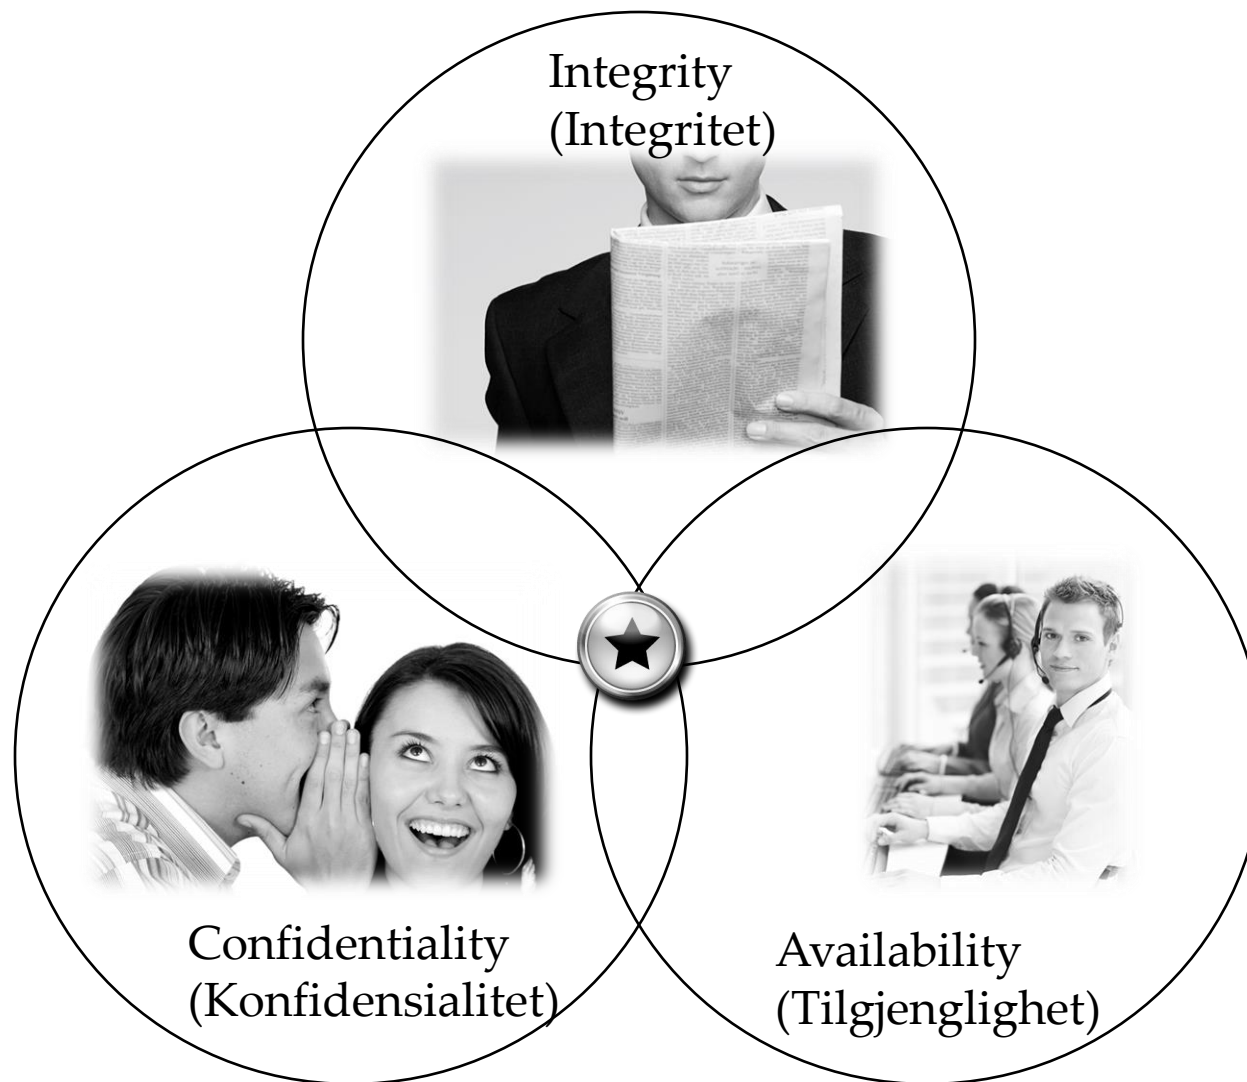 Integrity
(Integritet)
Confidentiality
(Konfidensialitet)
Availability
(Tilgjenglighet)